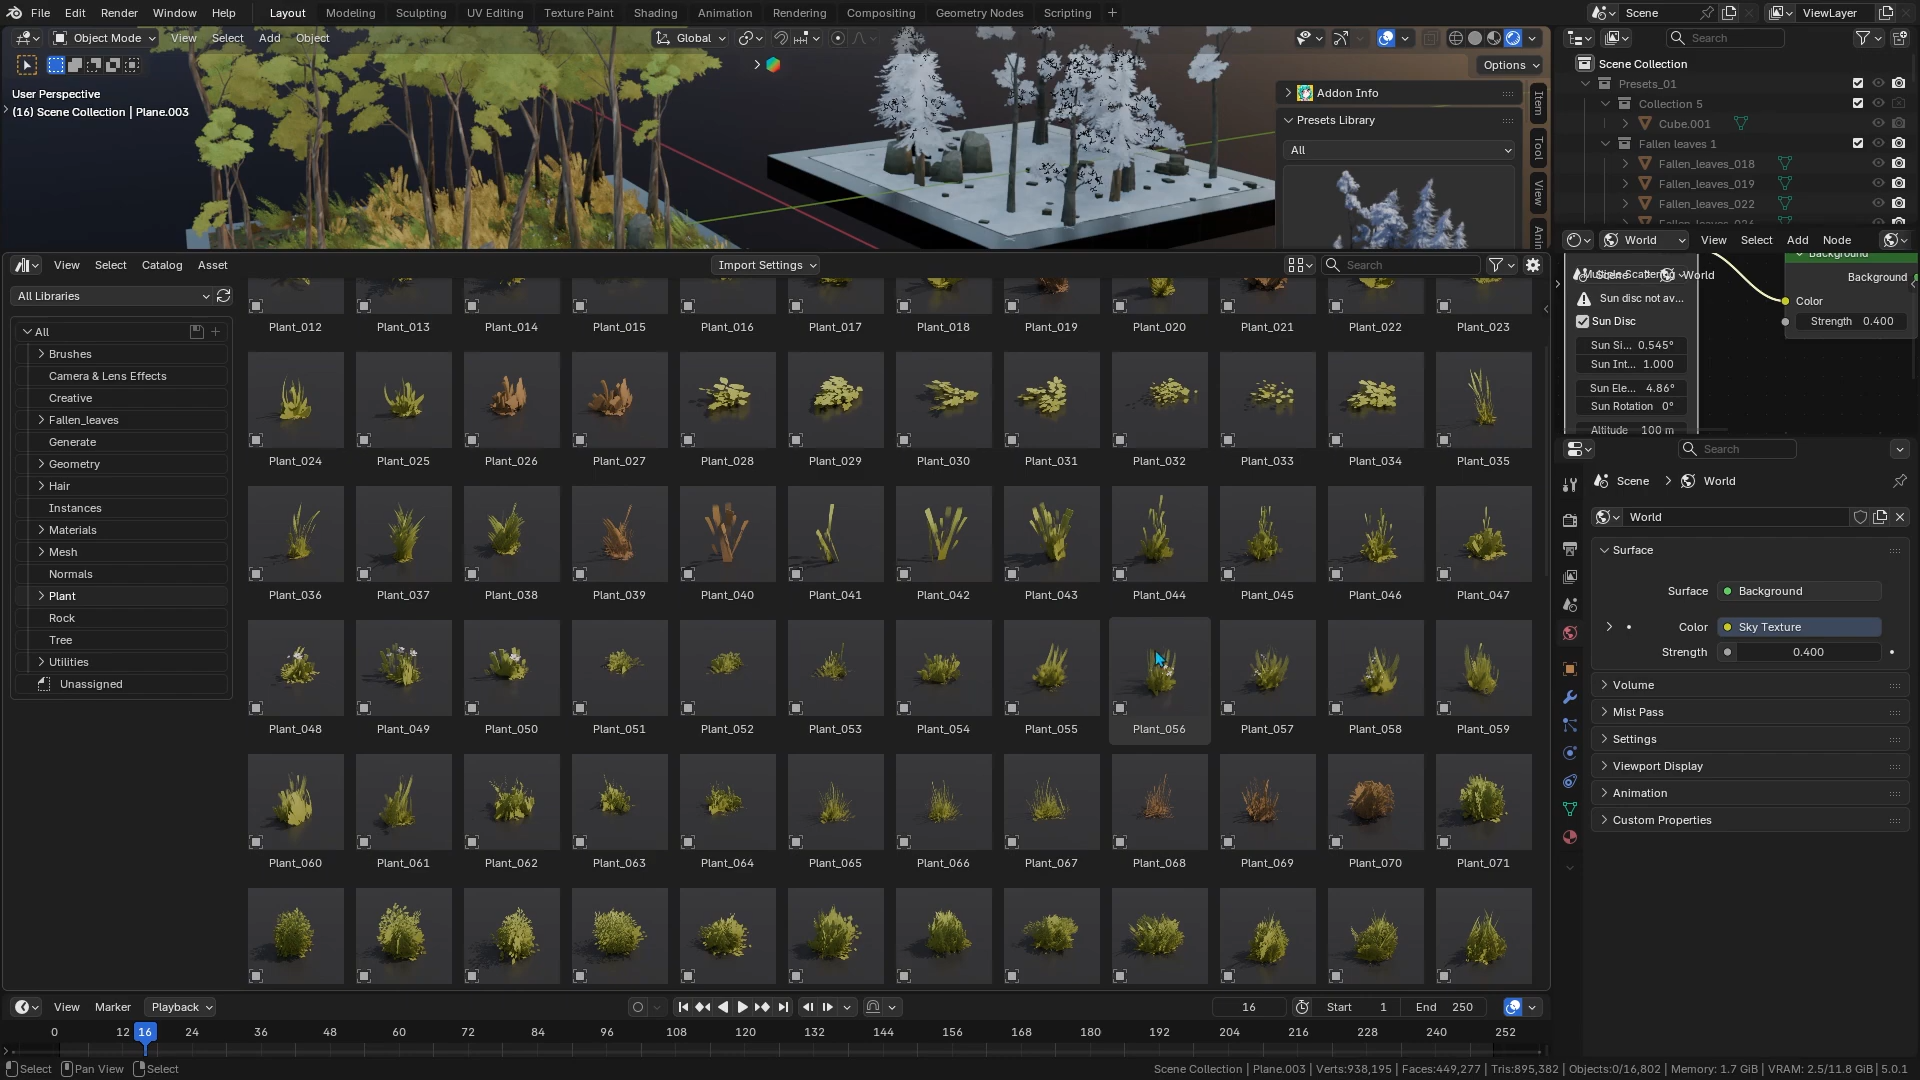 File Edit Render Window Help Layout Modeling Sculpting UV Editing Texture Paint Shading Animation Rendering Compositing Geometry Nodes Scripting Scene ViewLayer
Object Mode View Select Add Object Global Search
Options
User Perspective
(16) Scene Collection | Plane.003
Addon Info
Presets Library
All
Item
Tool
View
Scene Collection
Presets_01
Collection 5
Cube.001
Fallen leaves 1
Fallen_leaves_018
Fallen_leaves_019
Fallen_leaves_022
World View Select Add Node
Background
Background
World
Color
Strength 0.400
Sun disc not av...
Sun Disc
Sun Si... 0.545°
Sun Int... 1.000
Sun Ele... 4.86°
Sun Rotation 0°
Altitude 100 m
View Select Catalog Asset Import Settings Search
All Libraries
All
Brushes
Camera & Lens Effects
Creative
Fallen_leaves
Generate
Geometry
Hair
Instances
Materials
Mesh
Normals
Plant
Rock
Tree
Utilities
Unassigned
Plant_012 Plant_013 Plant_014 Plant_015 Plant_016 Plant_017 Plant_018 Plant_019 Plant_020 Plant_021 Plant_022 Plant_023
Plant_024 Plant_025 Plant_026 Plant_027 Plant_028 Plant_029 Plant_030 Plant_031 Plant_032 Plant_033 Plant_034 Plant_035
Plant_036 Plant_037 Plant_038 Plant_039 Plant_040 Plant_041 Plant_042 Plant_043 Plant_044 Plant_045 Plant_046 Plant_047
Plant_048 Plant_049 Plant_050 Plant_051 Plant_052 Plant_053 Plant_054 Plant_055 Plant_056 Plant_057 Plant_058 Plant_059
Plant_060 Plant_061 Plant_062 Plant_063 Plant_064 Plant_065 Plant_066 Plant_067 Plant_068 Plant_069 Plant_070 Plant_071
Search
Scene World
World
Surface
Surface Background
Color Sky Texture
Strength 0.400
Volume
Mist Pass
Settings
Viewport Display
Animation
Custom Properties
View Marker Playback 16 Start 1 End 250
0 12 16 24 36 48 60 72 84 96 108 120 132 144 156 168 180 192 204 216 228 240 252
Select Pan View Select Scene Collection | Plane.003 | Verts:938,195 | Faces:449,277 | Tris:895,382 | Objects:0/16,802 | Memory: 1.7 GiB | VRAM: 2.5/11.8 GiB | 5.0.1